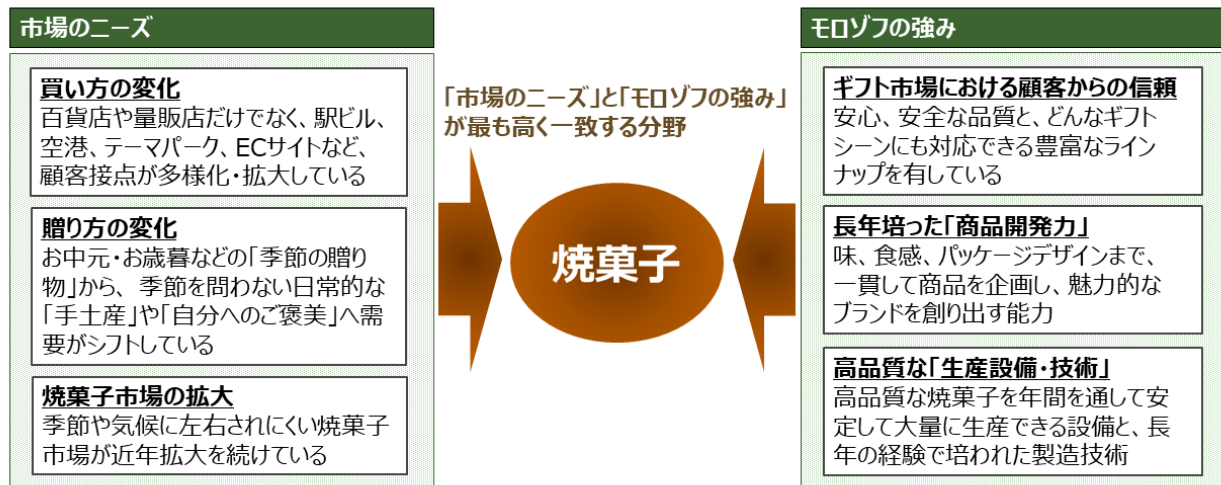 市場のニーズ
買い方の変化
百貨店や量販店だけでなく、駅ビル、
空港、テーマパーク、ECサイトなど、
顧客接点が多様化・拡大している
贈り方の変化
お中元・お歳暮などの「季節の贈り
物」から、季節を問わない日常的な
「手土産」や「自分へのご褒美」へ需
要がシフトしている
焼菓子市場の拡大
季節や気候に左右されにくい焼菓子
市場が近年拡大を続けている
「市場のニーズ」と「モロゾフの強み」
が最も高く一致する分野
焼菓子
モロゾフの強み
ギフト市場における顧客からの信頼
安心、安全な品質と、どんなギフト
シーンにも対応できる豊富なライン
ナップを有している
長年培った「商品開発力」
味、食感、パッケージデザインまで、
一貫して商品を企画し、魅力的な
ブランドを創り出す能力
高品質な「生産設備・技術」
高品質な焼菓子を年間を通して安
定して大量に生産できる設備と、長
年の経験で培われた製造技術